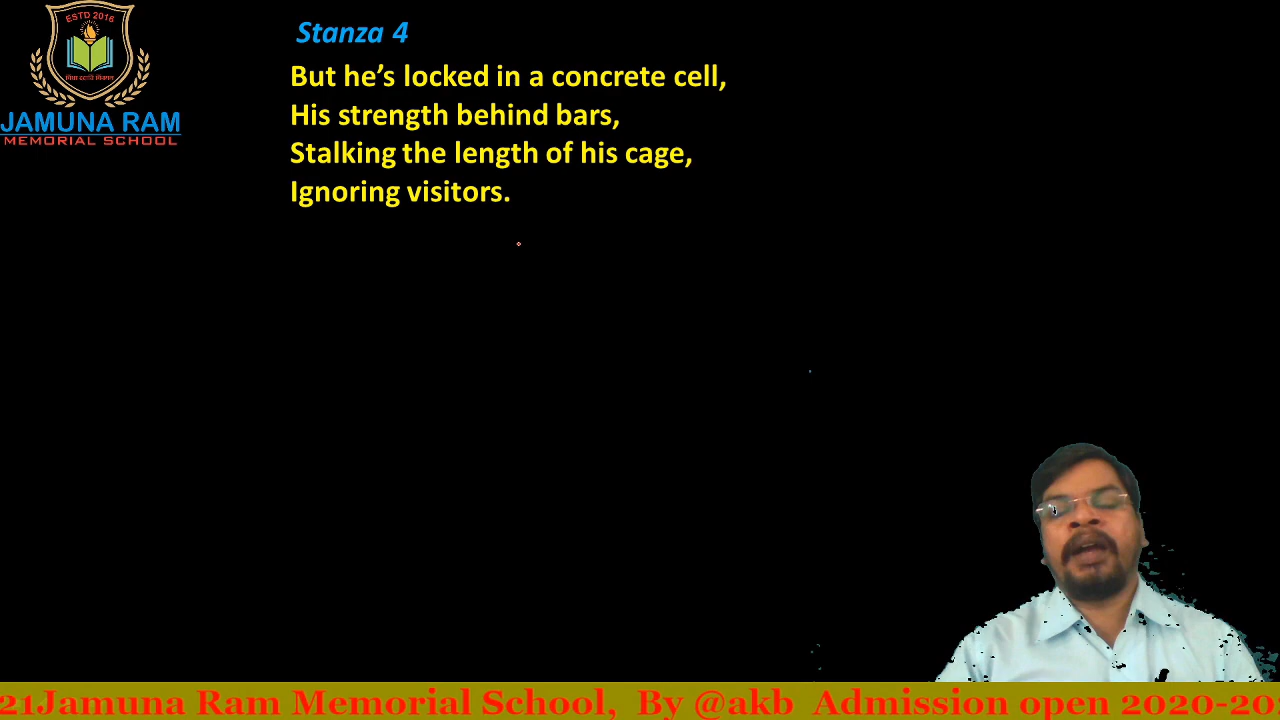 ESTD 2016
JAMUNA RAM
MEMORIAL SCHOOL
Stanza 4
But he's locked in a concrete cell,
His strength behind bars,
Stalking the length of his cage,
Ignoring visitors.
21Jamuna Ram Memorial School, By @akb Admission open 2020-20